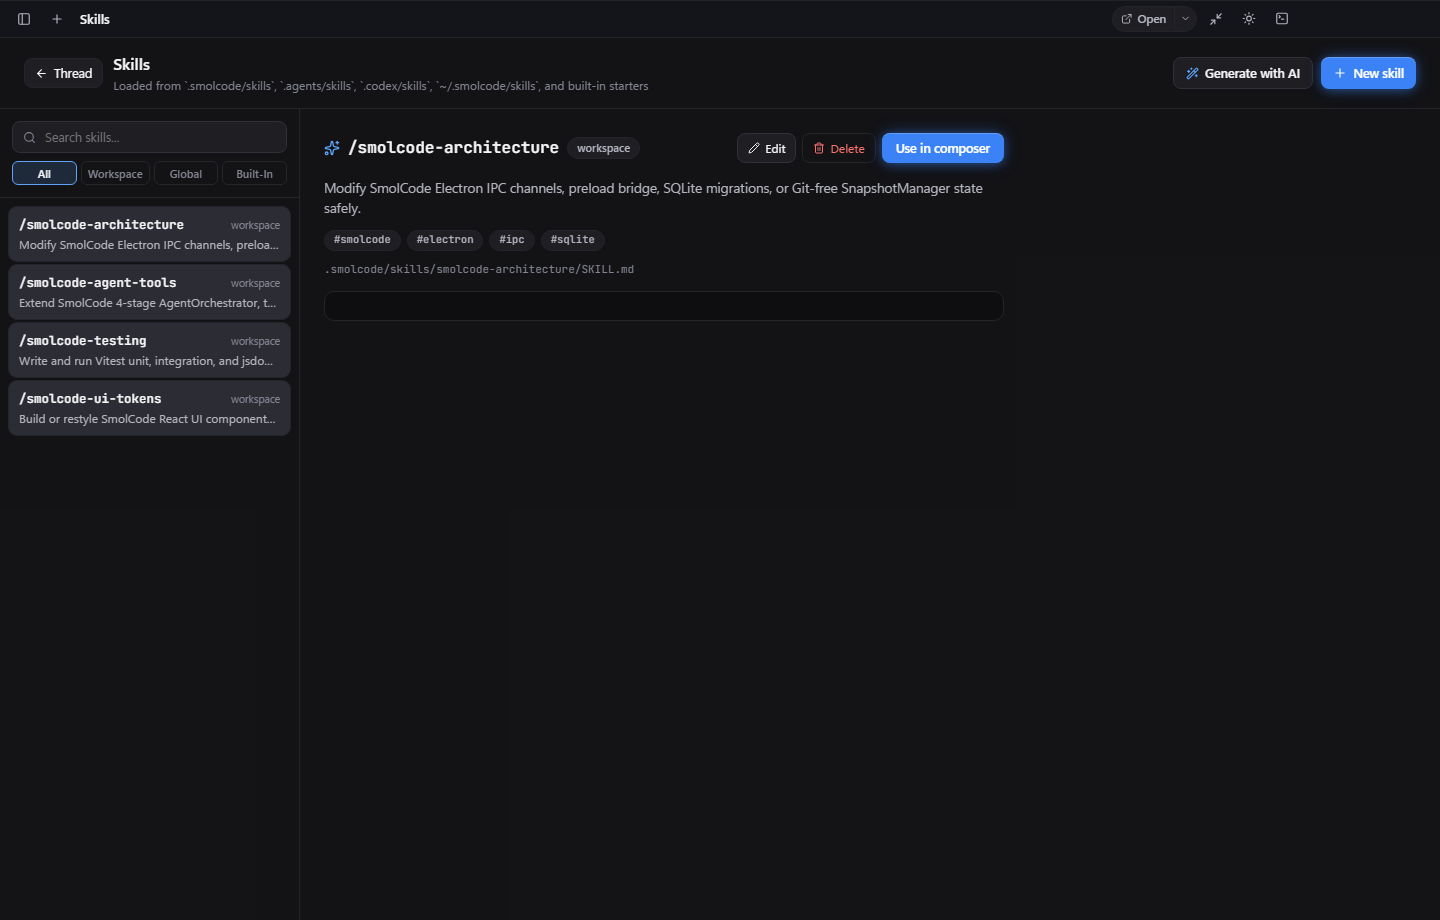 Skills
Open
Thread
Skills
Loaded from `.smolcode/skills`, `.agents/skills`, `.codex/skills`, `~/.smolcode/skills`, and built-in starters
Generate with AI
New skill
Search skills...
All
Workspace
Global
Built-In
/smolcode-architecture
workspace
Modify SmolCode Electron IPC channels, preloa...
/smolcode-agent-tools
workspace
Extend SmolCode 4-stage AgentOrchestrator, t...
/smolcode-testing
workspace
Write and run Vitest unit, integration, and jsdo...
/smolcode-ui-tokens
workspace
Build or restyle SmolCode React UI component...
/smolcode-architecture
workspace
Edit
Delete
Use in composer
Modify SmolCode Electron IPC channels, preload bridge, SQLite migrations, or Git-free SnapshotManager state
safely.
#smolcode
#electron
#ipc
#sqlite
.smolcode/skills/smolcode-architecture/SKILL.md